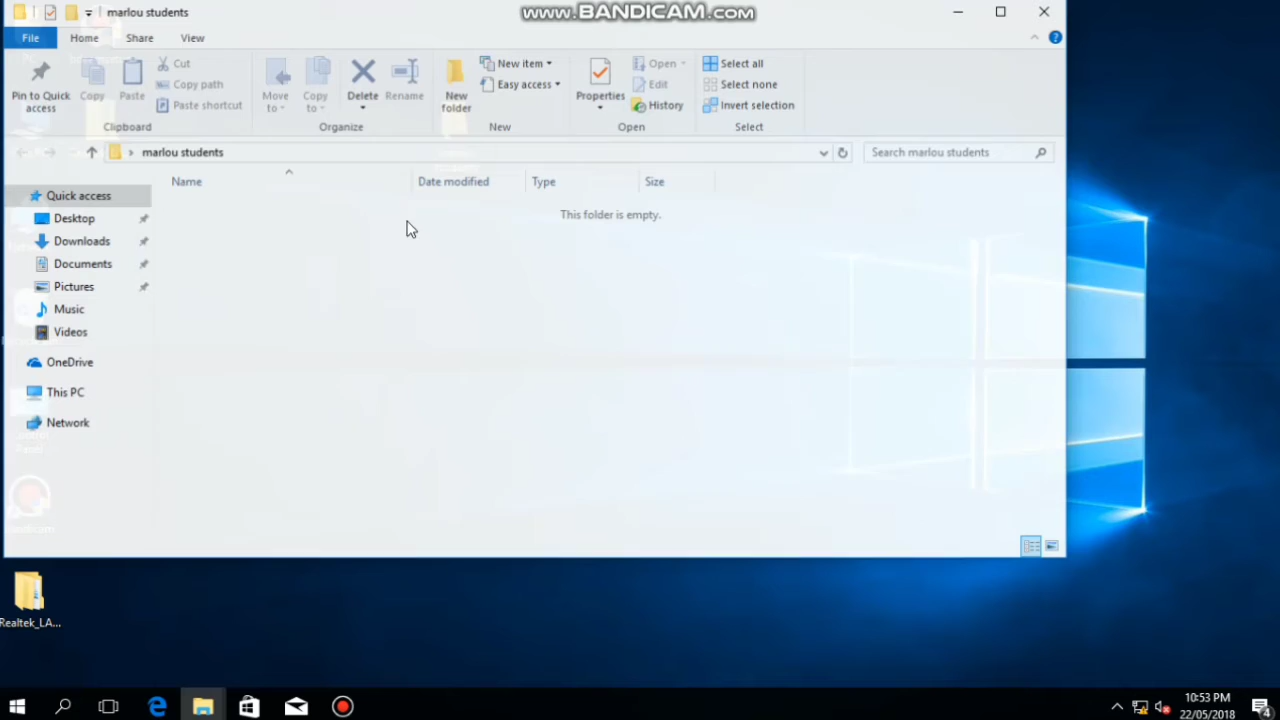 marlou students
www.BANDICAM.com
File Home Share View
Pin to Quick access
Copy
Paste
Cut
Copy path
Paste shortcut
Clipboard
Move to
Copy to
Delete
Rename
Organize
New folder
New item
Easy access
New
Properties
Open
Edit
History
Open
Select all
Select none
Invert selection
Select
marlou students
Search marlou students
Name Date modified Type Size
This folder is empty.
Quick access
Desktop
Downloads
Documents
Pictures
Music
Videos
OneDrive
This PC
Network
Realtek_LA...
10:53 PM
22/05/2018
4